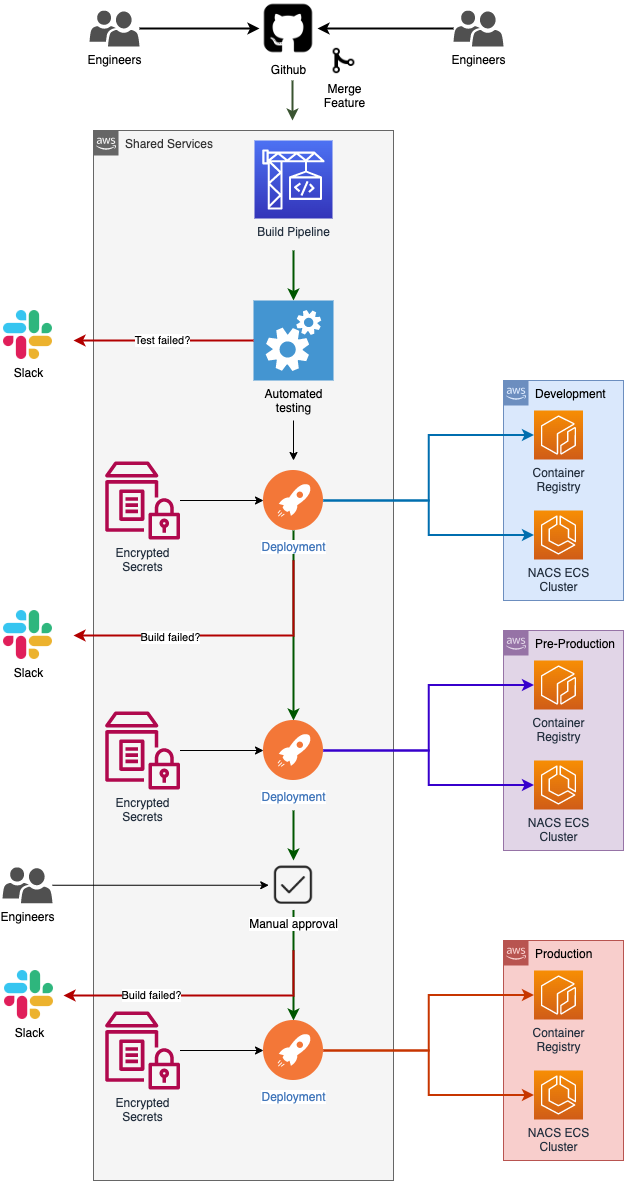 Engineers
Engineers
Github
Merge
Feature
aws
Shared Services
</>
Build Pipeline
Test failed?
Slack
Automated
testing
aws
Development
Container
Registry
Encrypted
Secrets
Deployment
NACS ECS
Cluster
Build failed?
Slack
aws
Pre-Production
Container
Registry
Encrypted
Secrets
Deployment
NACS ECS
Cluster
Engineers
Manual approval
aws
Production
Build failed?
Slack
Container
Registry
Encrypted
Secrets
Deployment
NACS ECS
Cluster